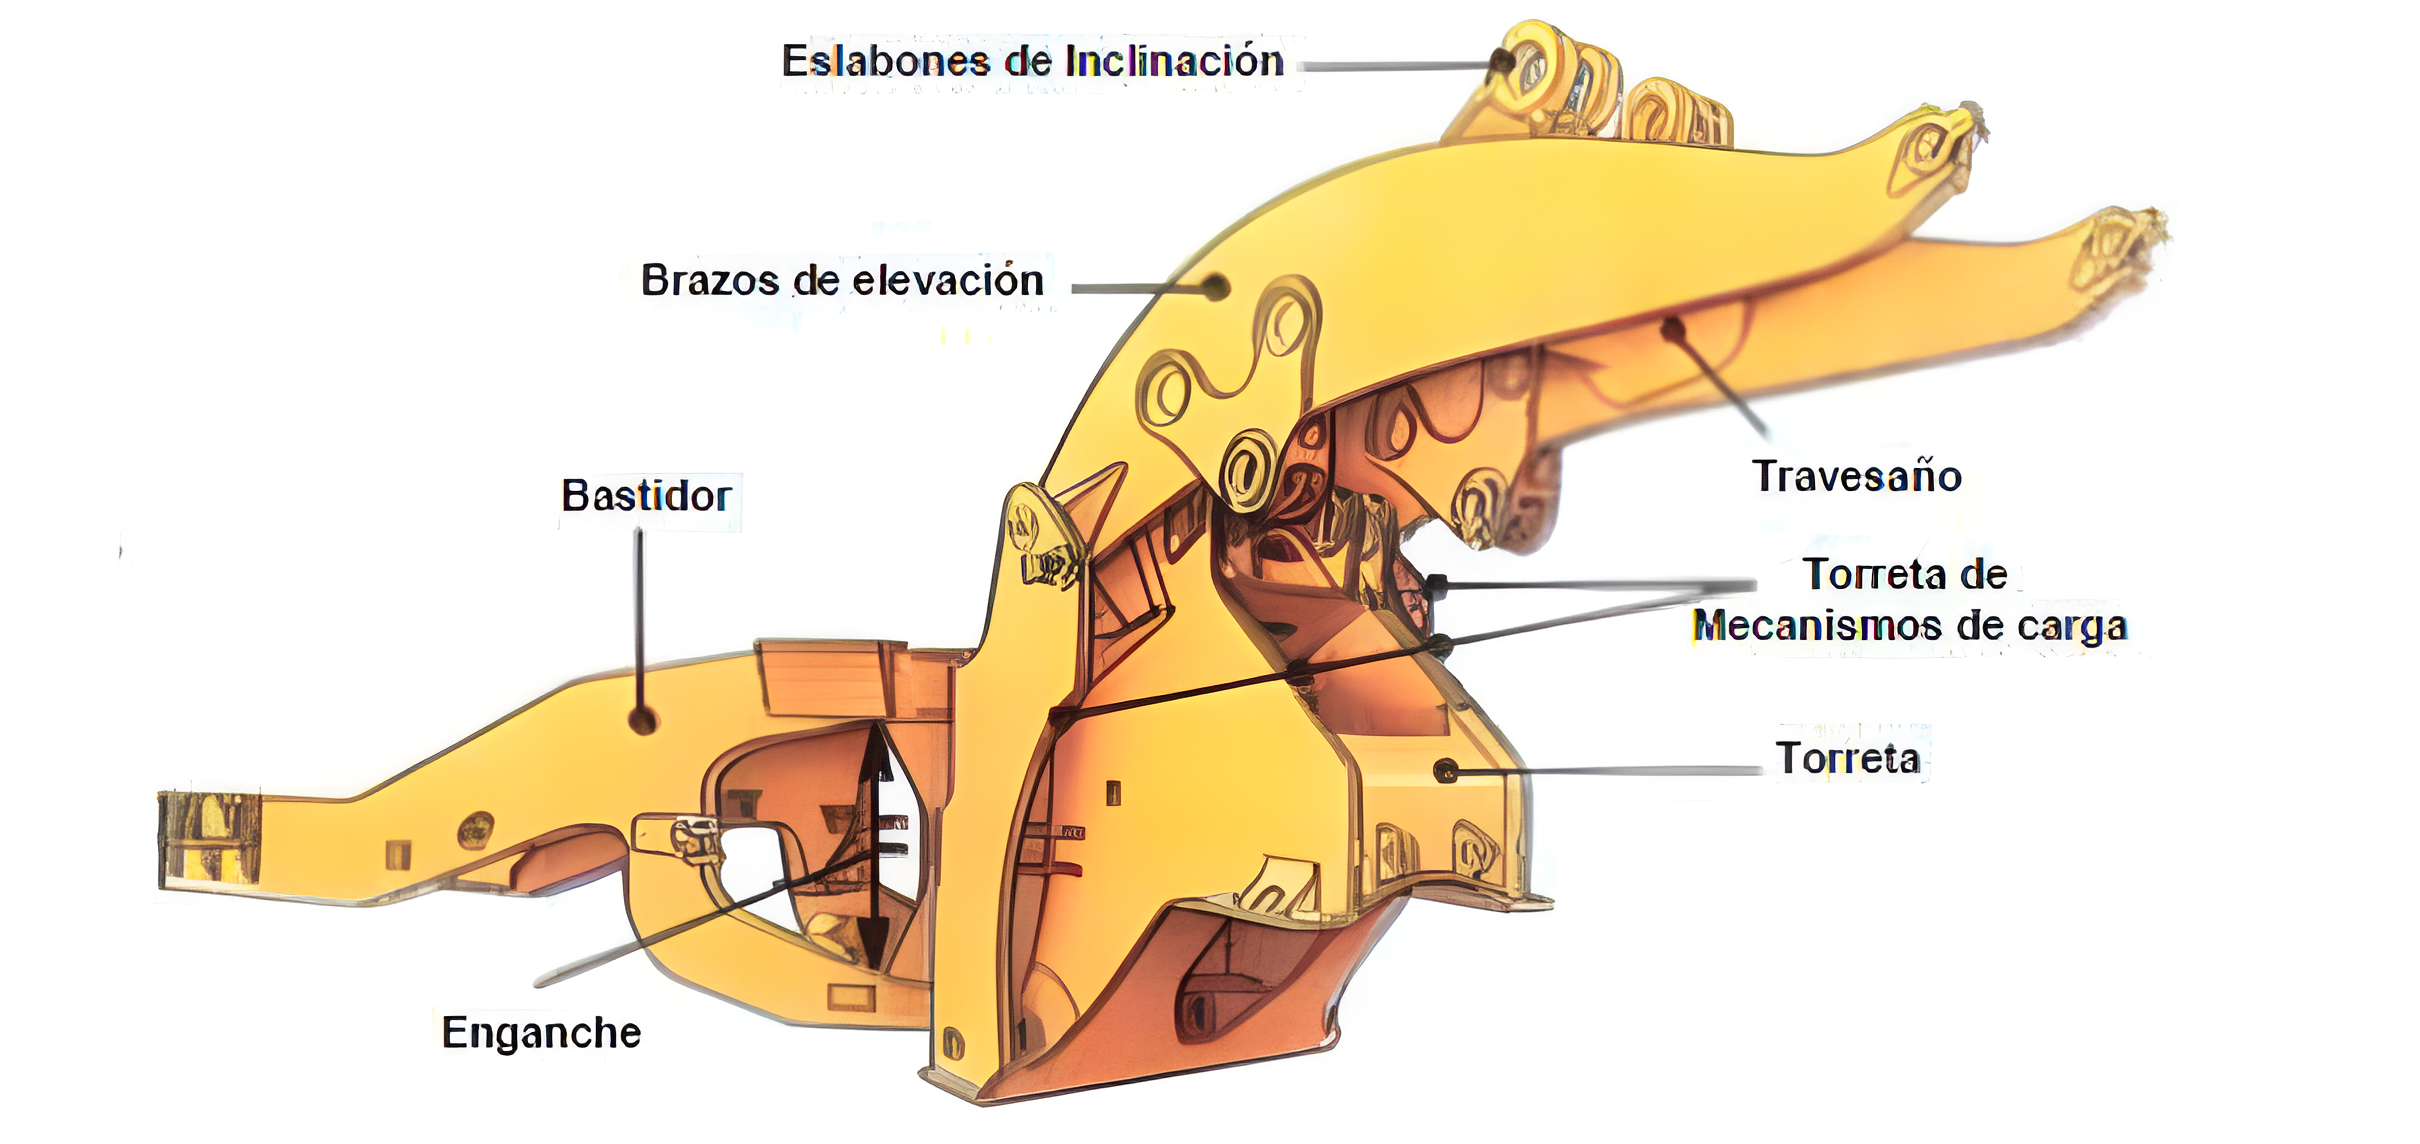 Eslabones de Inclinación
Brazos de elevación
Bastidor
Travesaño
Torreta de
Mecanismos de carga
Torreta
Enganche